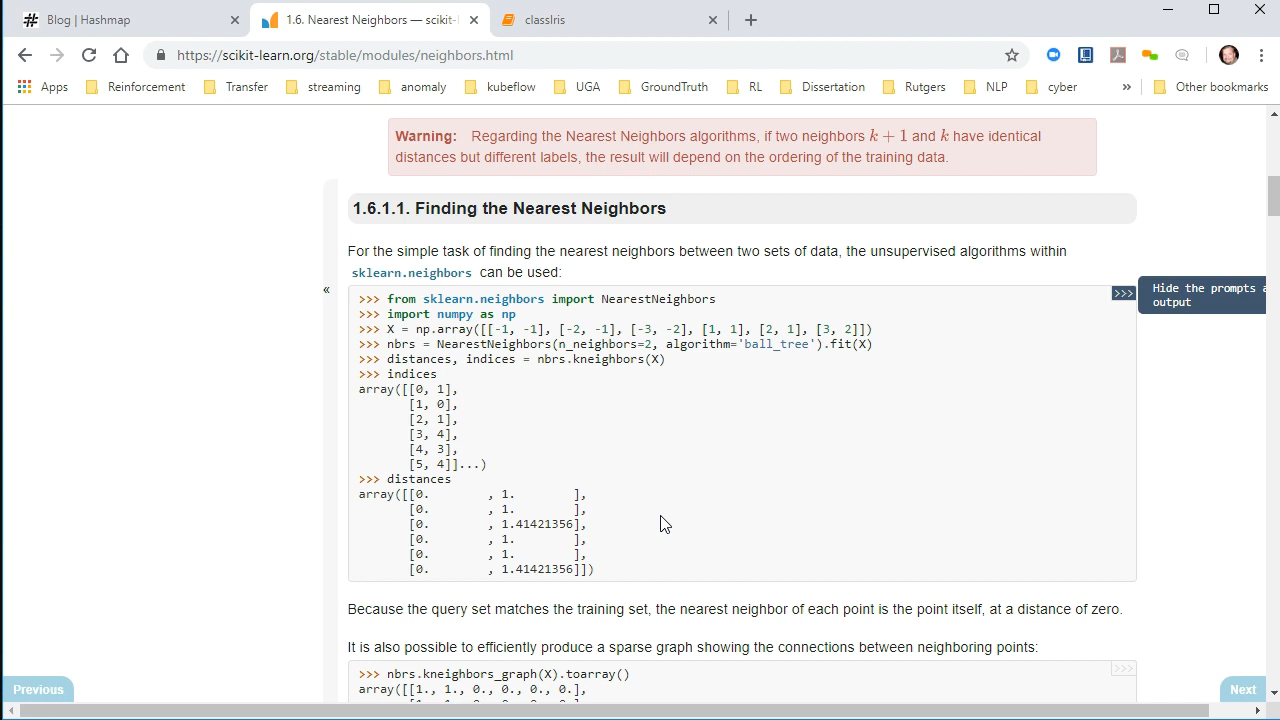 Blog | Hashmap
1.6. Nearest Neighbors — scikit-
classIris
https://scikit-learn.org/stable/modules/neighbors.html
Apps
Reinforcement
Transfer
streaming
anomaly
kubeflow
UGA
GroundTruth
RL
Dissertation
Rutgers
NLP
cyber
»
Other bookmarks
Warning: Regarding the Nearest Neighbors algorithms, if two neighbors k + 1 and k have identical
distances but different labels, the result will depend on the ordering of the training data.
1.6.1.1. Finding the Nearest Neighbors
For the simple task of finding the nearest neighbors between two sets of data, the unsupervised algorithms within
sklearn.neighbors can be used:
«
>>>
Hide the prompts a
output
>>> from sklearn.neighbors import NearestNeighbors
>>> import numpy as np
>>> X = np.array([[-1, -1], [-2, -1], [-3, -2], [1, 1], [2, 1], [3, 2]])
>>> nbrs = NearestNeighbors(n_neighbors=2, algorithm='ball_tree').fit(X)
>>> distances, indices = nbrs.kneighbors(X)
>>> indices
array([[0, 1],
[1, 0],
[2, 1],
[3, 4],
[4, 3],
[5, 4]]...)
>>> distances
array([[0. , 1. ],
[0. , 1. ],
[0. , 1.41421356],
[0. , 1. ],
[0. , 1. ],
[0. , 1.41421356]])
Because the query set matches the training set, the nearest neighbor of each point is the point itself, at a distance of zero.
It is also possible to efficiently produce a sparse graph showing the connections between neighboring points:
>>>
>>> nbrs.kneighbors_graph(X).toarray()
array([[1., 1., 0., 0., 0., 0.],
Previous
Next